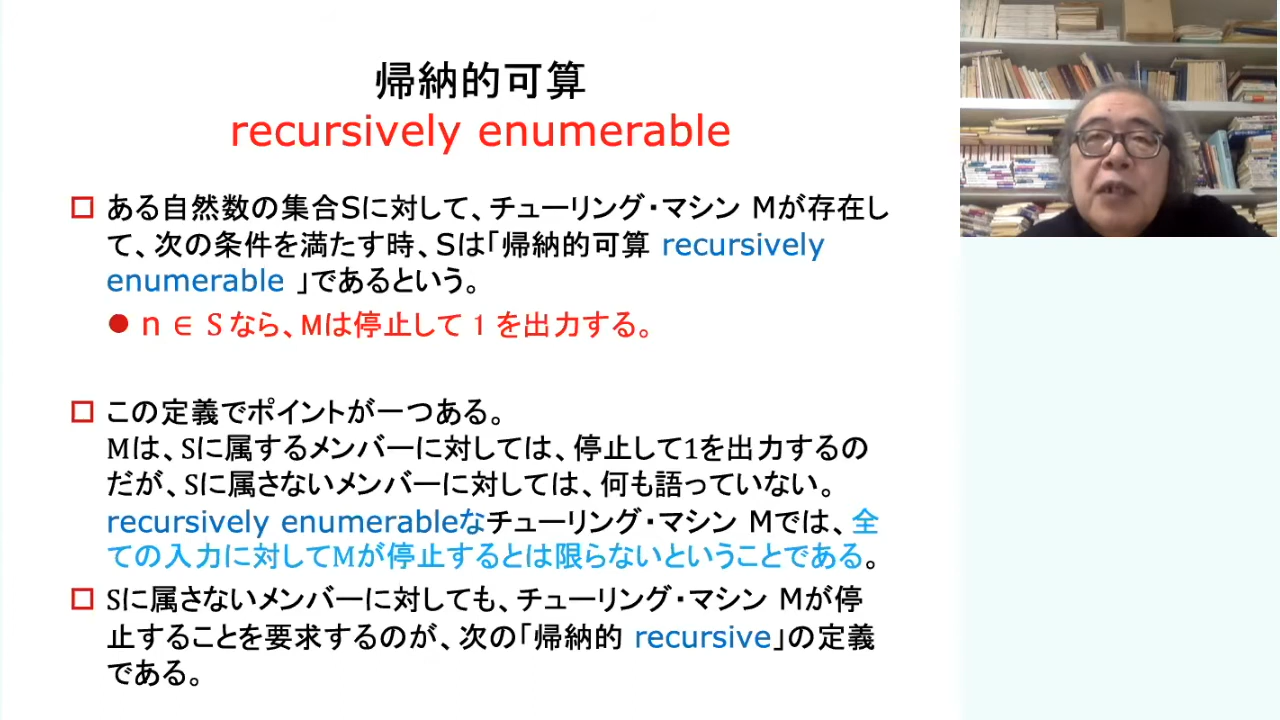 帰納的可算
recursively enumerable
ある自然数の集合Sに対して、チューリング・マシン Mが存在し
て、次の条件を満たす時、Sは「帰納的可算 recursively
enumerable 」であるという。
n ∈ S なら、Mは停止して 1 を出力する。
この定義でポイントが一つある。
Mは、Sに属するメンバーに対しては、停止して1を出力するの
だが、Sに属さないメンバーに対しては、何も語っていない。
recursively enumerableなチューリング・マシン Mでは、全
ての入力に対してMが停止するとは限らないということである。
Sに属さないメンバーに対しても、チューリング・マシン Mが停
止することを要求するのが、次の「帰納的 recursive」の定義
である。